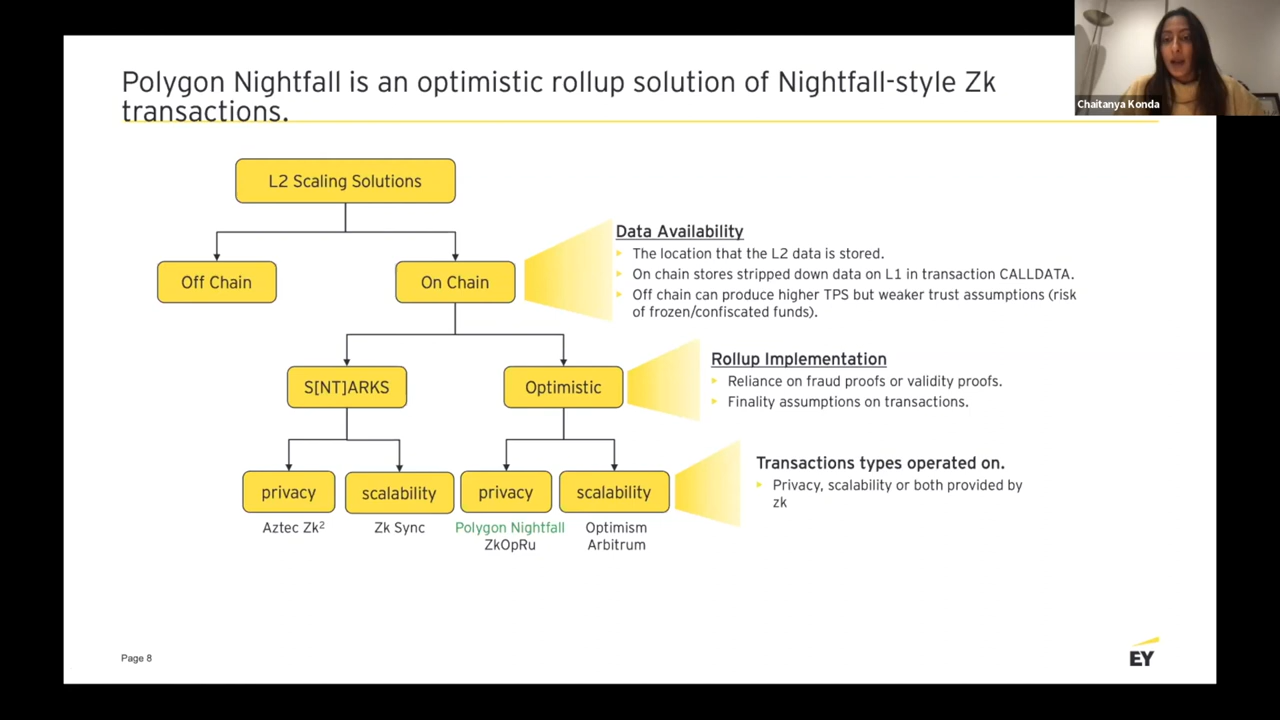 Polygon Nightfall is an optimistic rollup solution of Nightfall-style Zk
transactions.
Chaitanya Konda
L2 Scaling Solutions
Off Chain
On Chain
Data Availability
The location that the L2 data is stored.
On chain stores stripped down data on L1 in transaction CALLDATA.
Off chain can produce higher TPS but weaker trust assumptions (risk
of frozen/confiscated funds).
S[NT]ARKS
Optimistic
Rollup Implementation
Reliance on fraud proofs or validity proofs.
Finality assumptions on transactions.
privacy
scalability
privacy
scalability
Aztec Zk²
Zk Sync
Polygon Nightfall
ZkOpRu
Optimism
Arbitrum
Transactions types operated on.
Privacy, scalability or both provided by
zk
Page 8
EY